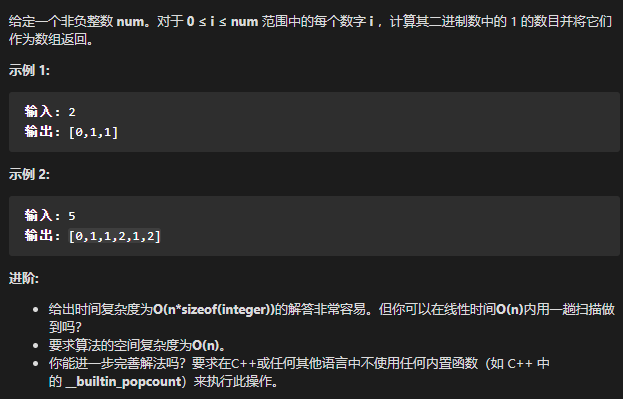 给定一个非负整数 num。对于 0 ≤ i ≤ num 范围中的每个数字 i ，计算其二进制数中的 1 的数目并将它们
作为数组返回。
示例 1:
输入: 2
输出: [0,1,1]
示例 2:
输入: 5
输出: [0,1,1,2,1,2]
进阶:
• 给出时间复杂度为O(n*sizeof(integer))的解答非常容易。但你可以在线性时间O(n)内用一趟扫描做
到吗？
• 要求算法的空间复杂度为O(n)。
• 你能进一步完善解法吗？要求在C++或任何其他语言中不使用任何内置函数（如 C++ 中
的 __builtin_popcount）来执行此操作。